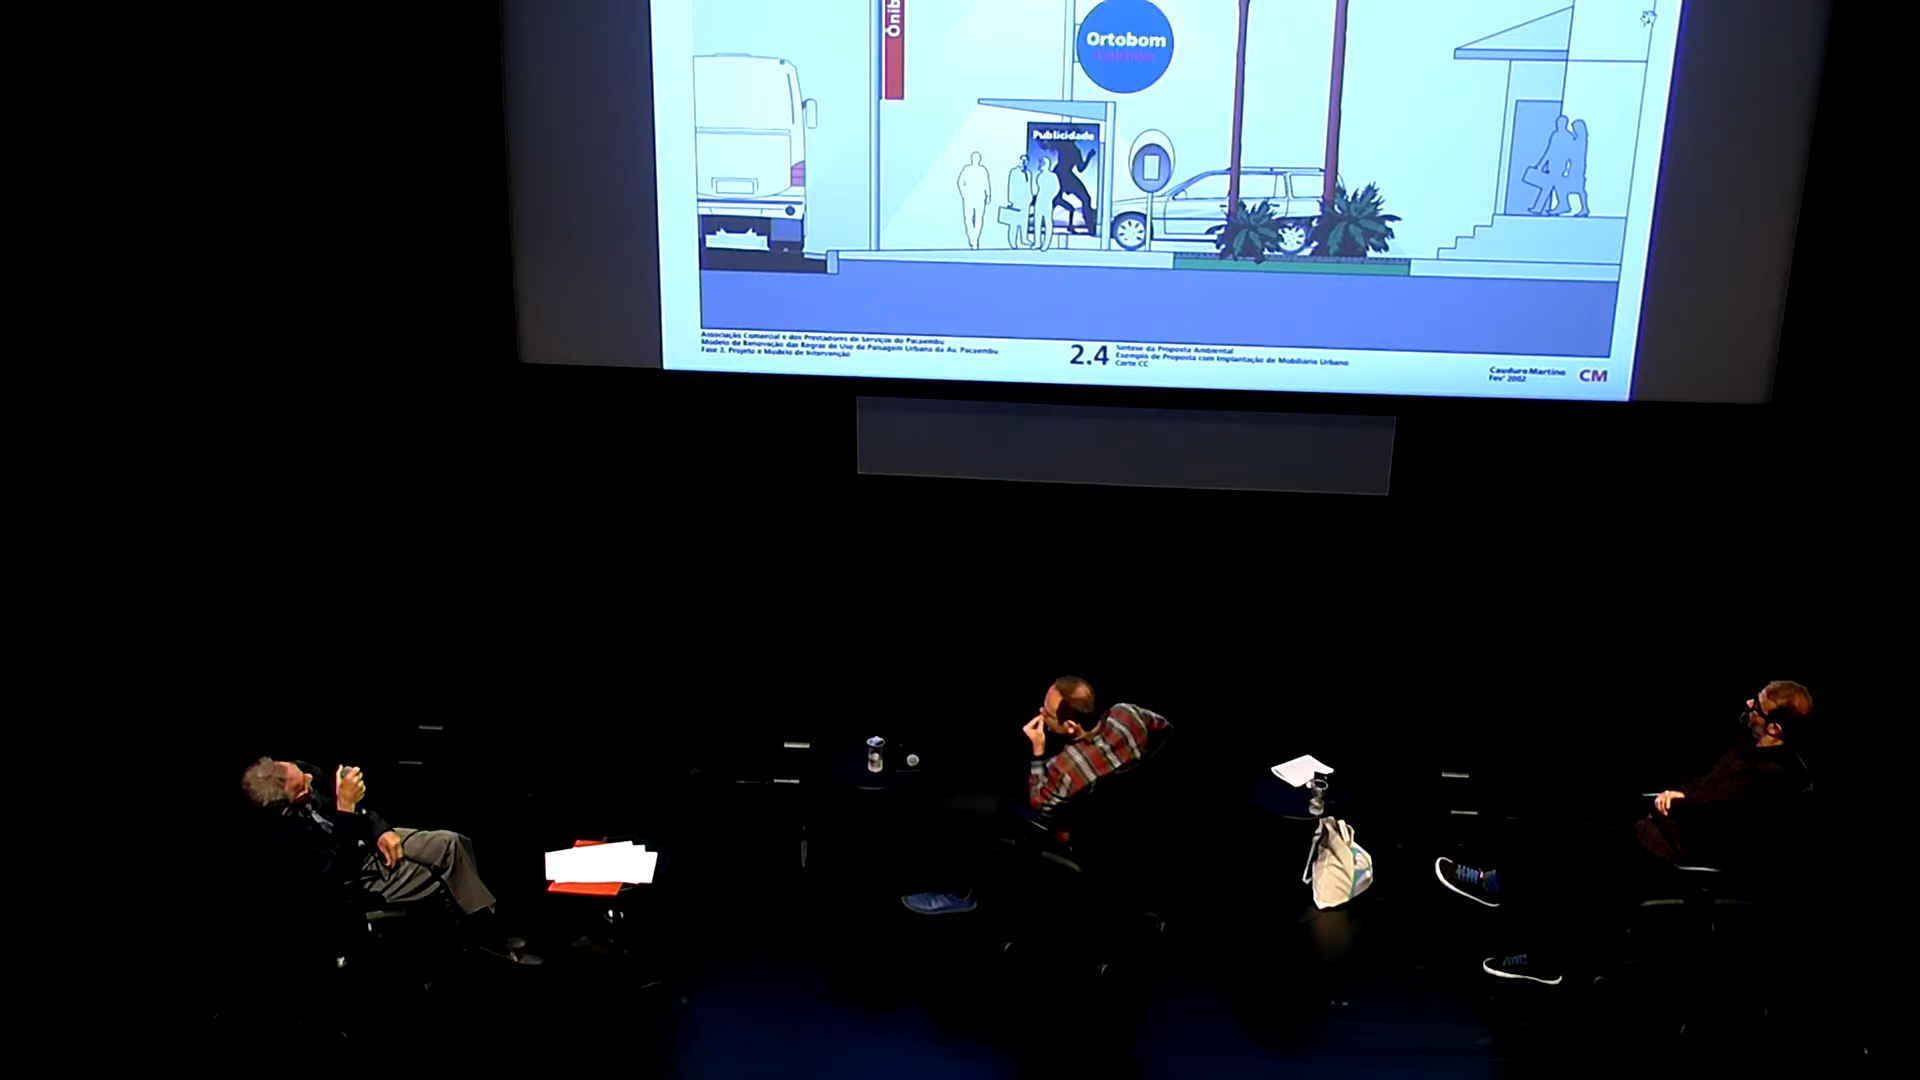 Ônib
Ortobom
Publicidade
Associação Comercial e dos Prestadores de Serviços do Pacaembu
Modelo de Renovação das Regras de Uso da Paisagem Urbana da Av. Pacaembu
Fase 3. Projeto e Modelo de Intervenção
2.4
Síntese da Proposta Ambiental
Exemplo de Proposta com Implantação de Mobiliário Urbano
Corte CC
Cauduro Martino
Fev° 2002
CM